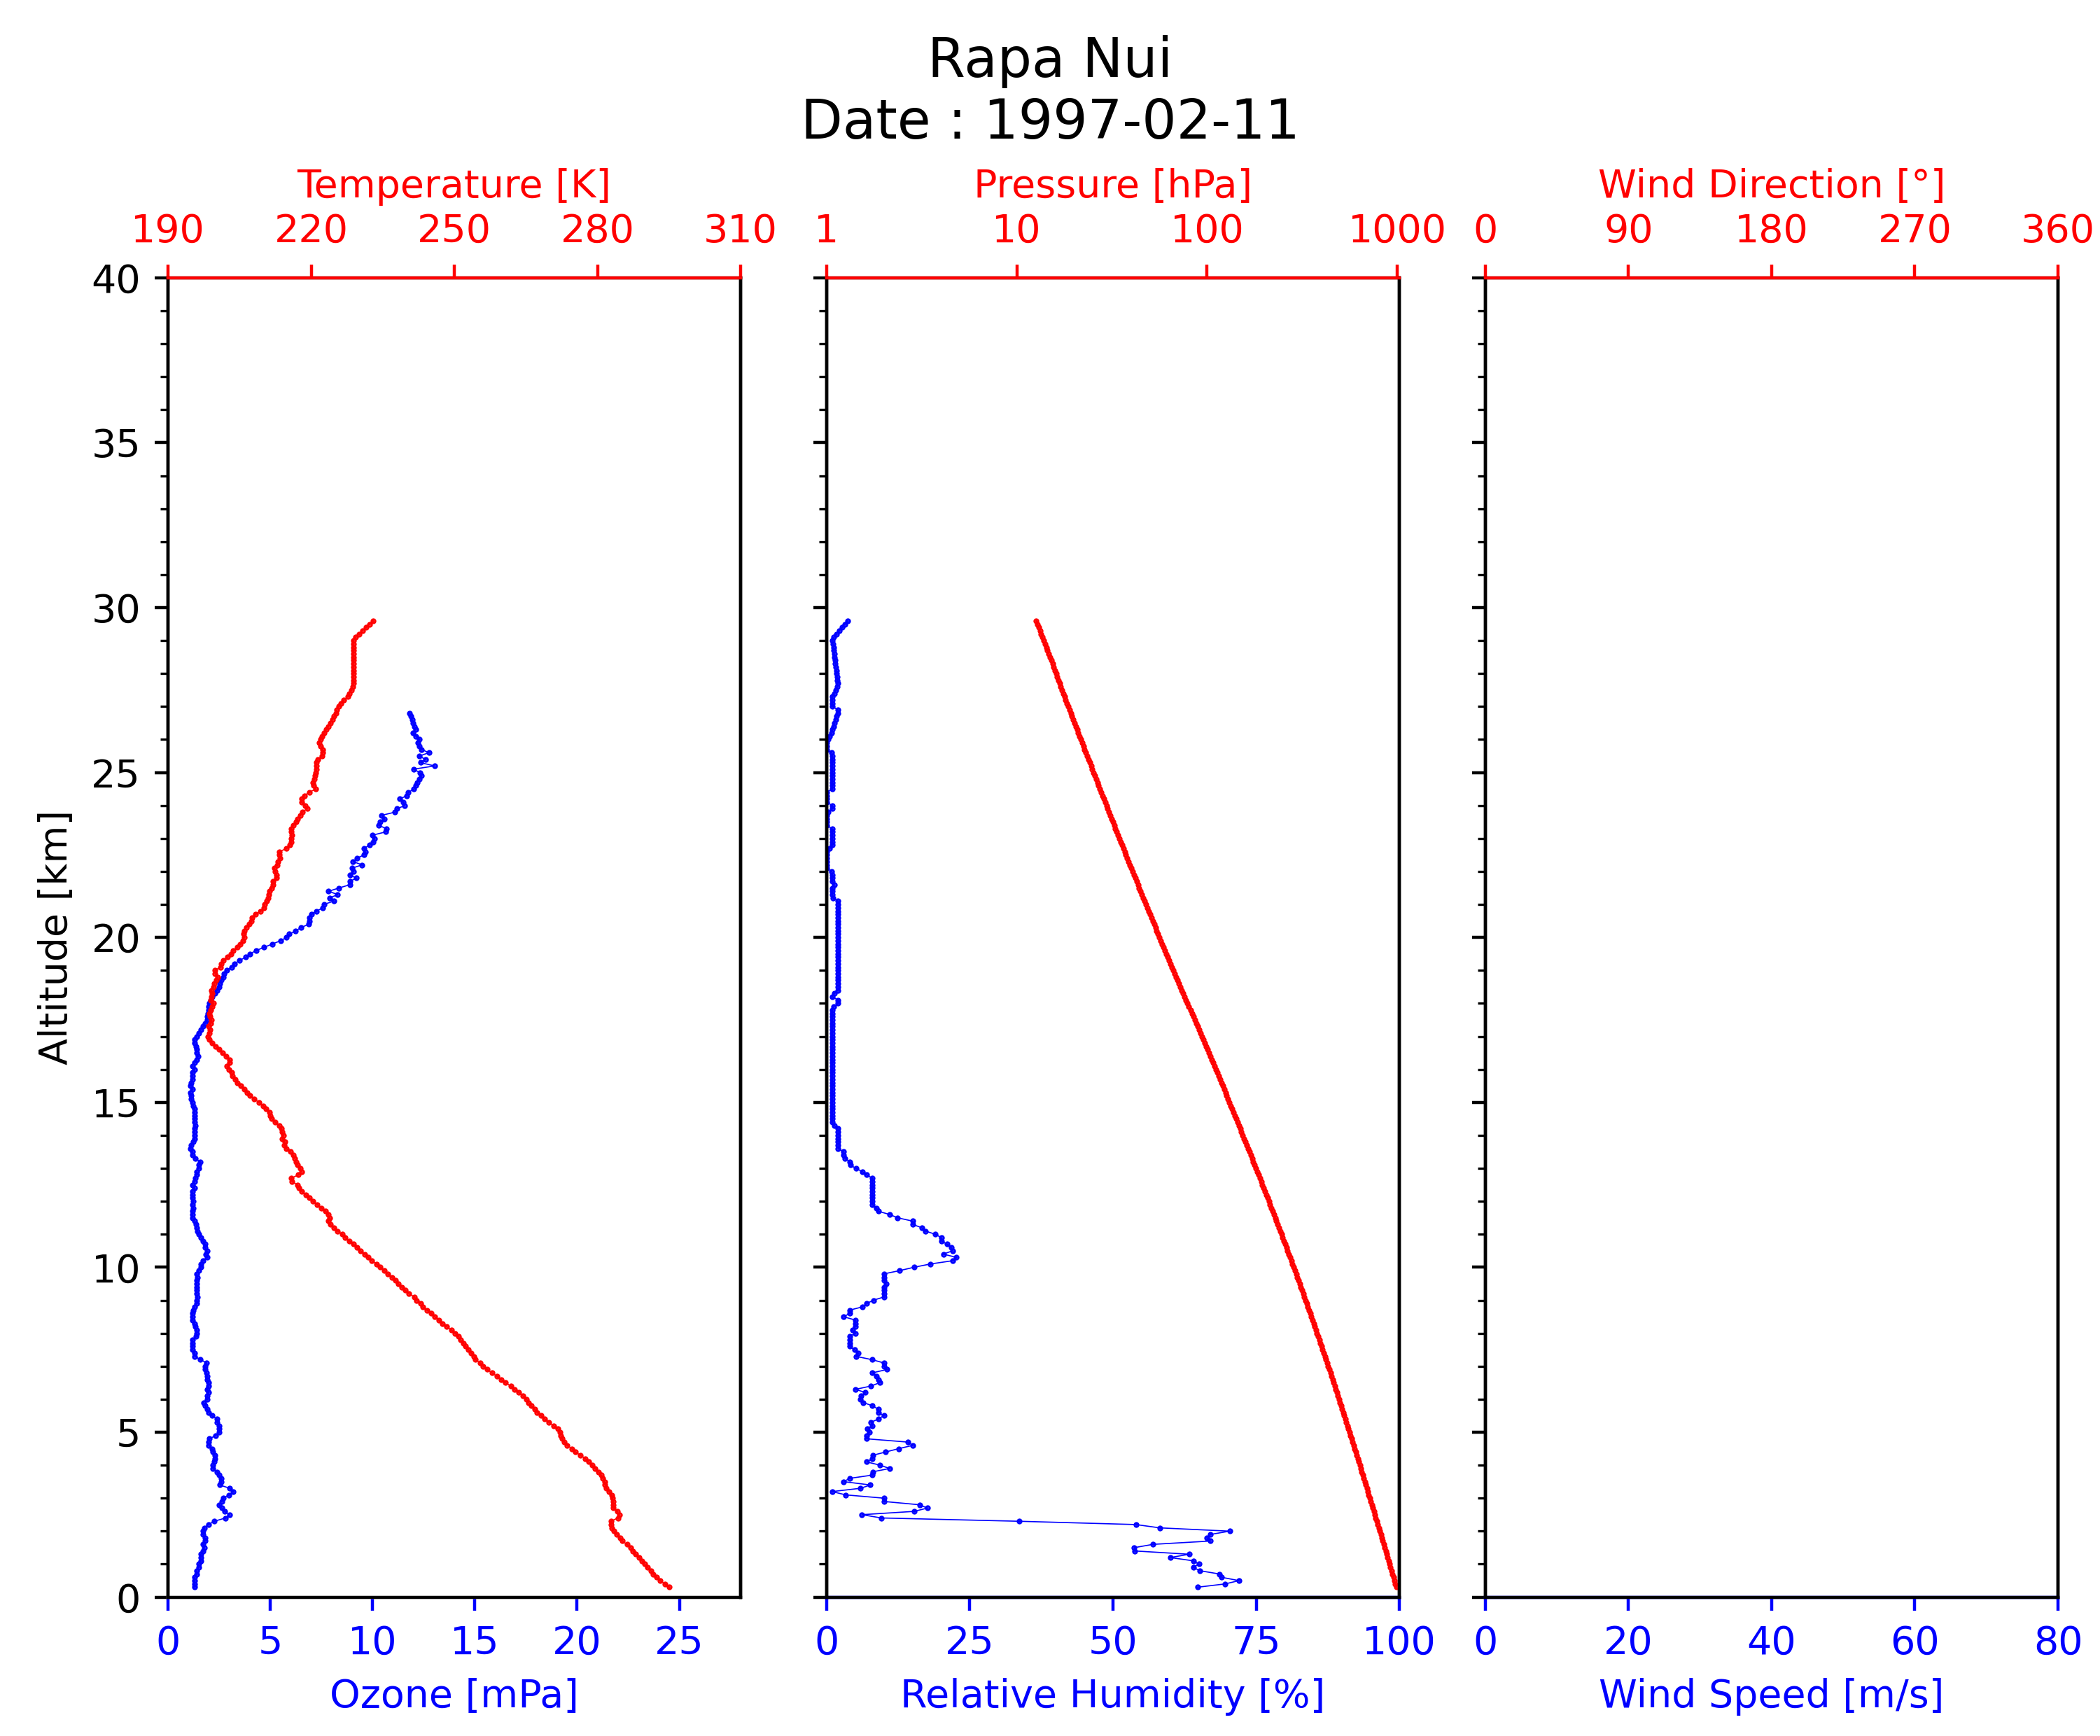 Rapa Nui
Date : 1997-02-11
Temperature [K] Pressure [hPa] Wind Direction [°]
190 220 250 280 310 1 10 100 1000 0 90 180 270 360
40
35
30
25
20
15
10
5
0
Altitude [km]
0 5 10 15 20 25 0 25 50 75 100 0 20 40 60 80
Ozone [mPa] Relative Humidity [%] Wind Speed [m/s]